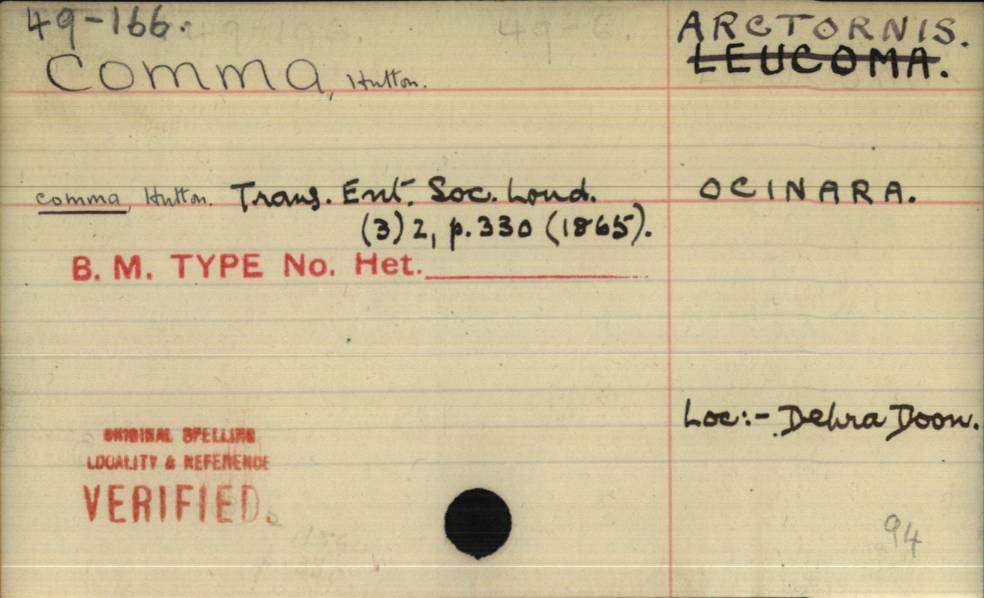 49-166.
ARCTORNIS.
LEUCOMA.
Comma, Hutton.
comma, Hutton. Trans. Ent. Soc. Lond. OCINARA.
(3) 2, p. 330 (1865).
B. M. TYPE No. Het.
Loc:- Dehra Doon.
ORIGINAL SPELLING
LOCALITY & REFERENCE
VERIFIED.
94